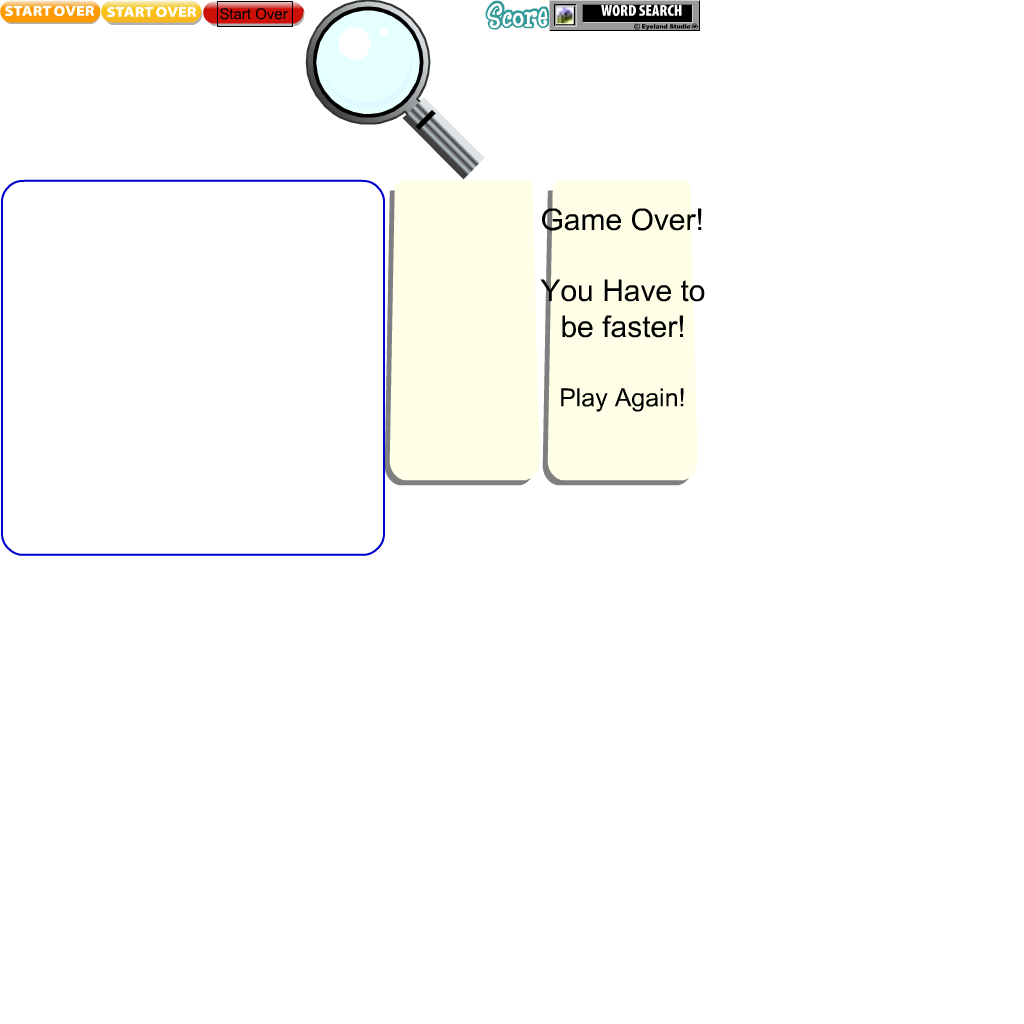 START OVER
START OVER
Start Over
Score
WORD SEARCH
© Eyeland Studio ®
Game Over!
You Have to
be faster!
Play Again!